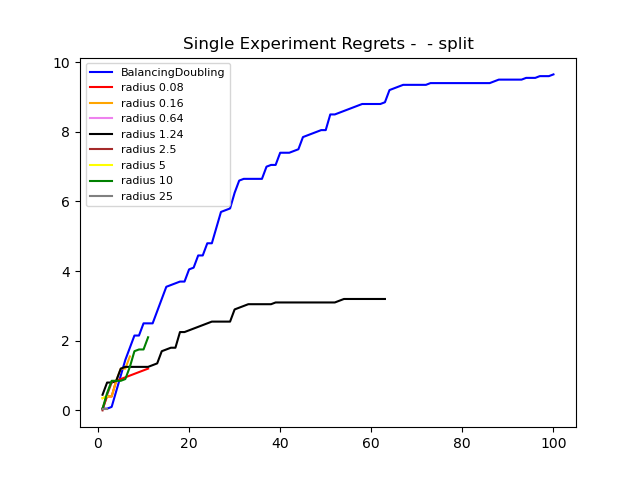 Single Experiment Regrets -  - split
BalancingDoubling
radius 0.08
radius 0.16
radius 0.64
radius 1.24
radius 2.5
radius 5
radius 10
radius 25
10
8
6
4
2
0
0 20 40 60 80 100